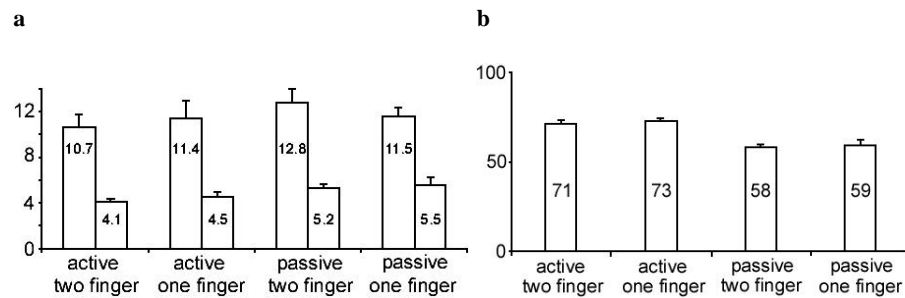 a
12
8
4
0
10.7
4.1
11.4
4.5
12.8
5.2
11.5
5.5
active
two finger
active
one finger
passive
two finger
passive
one finger
b
100
50
0
71
73
58
59
active
two finger
active
one finger
passive
two finger
passive
one finger